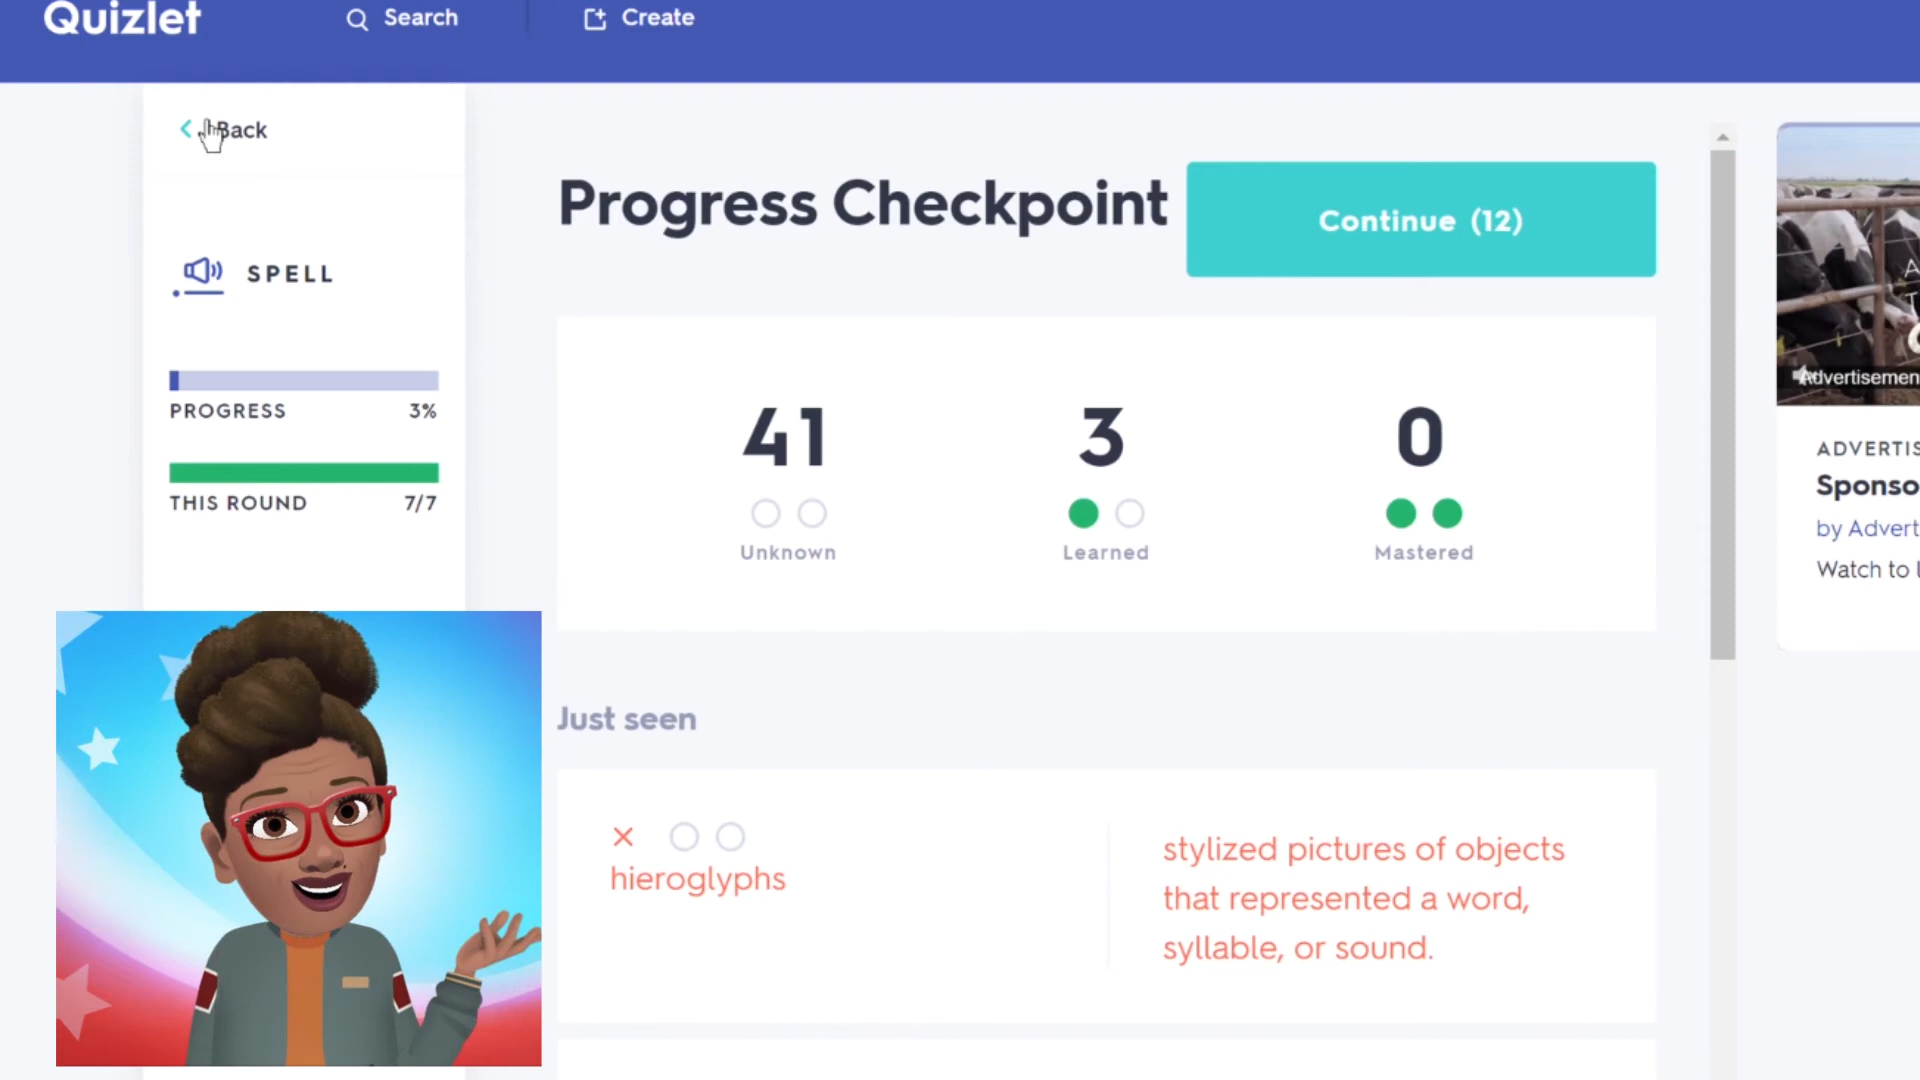 Quizlet
Search
Create
Back
SPELL
PROGRESS 3%
THIS ROUND 7/7
Progress Checkpoint
Continue (12)
41
Unknown
3
Learned
0
Mastered
Just seen
hieroglyphs
stylized pictures of objects
that represented a word,
syllable, or sound.
Advertisemen
ADVERTIS
Sponso
by Advert
Watch to